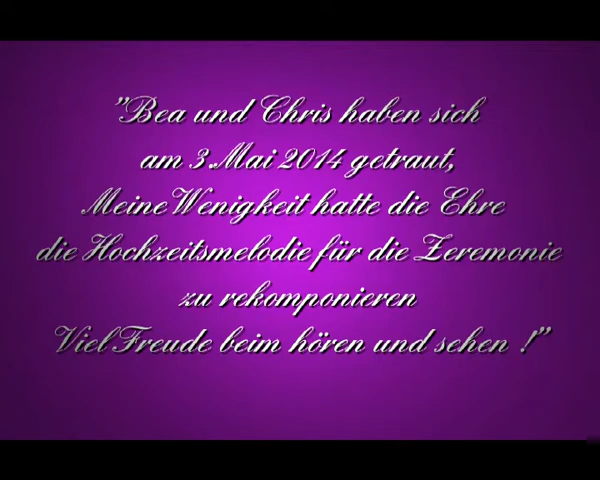 "Bea und Chris haben sich
am 3.Mai 2014 getraut,
Meine Wenigkeit hatte die Ehre
die Hochzeitsmelodie für die Zeremonie
zu rekomponieren
Viel Freude beim hören und sehen !"